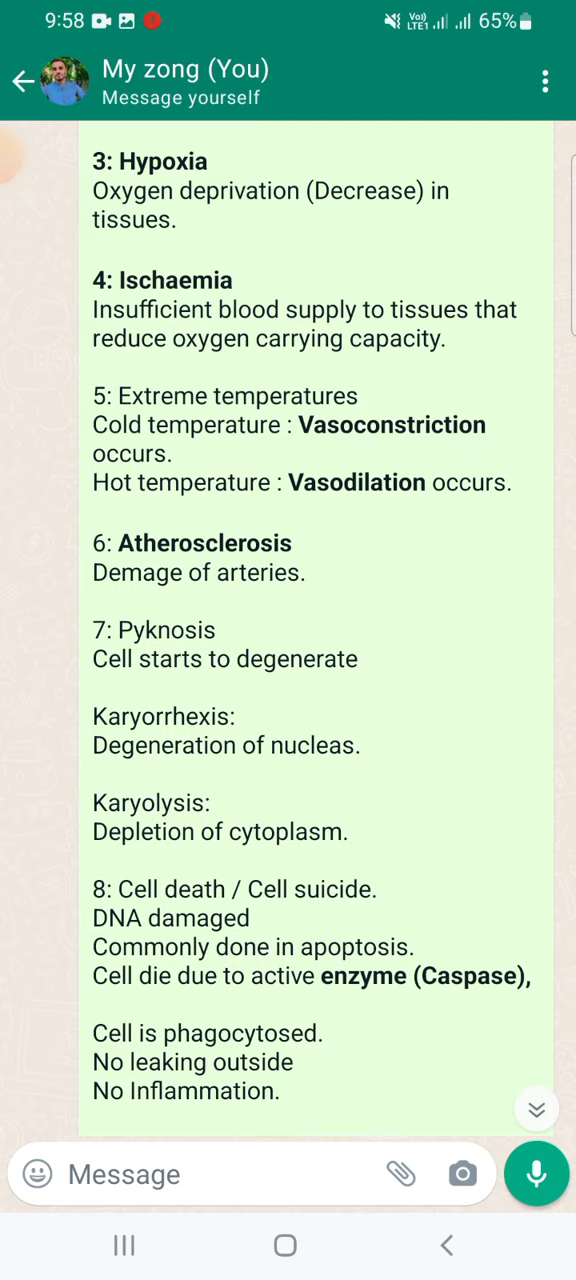 9:58 Vo) LTE1 65%
My zong (You)
Message yourself
3: Hypoxia
Oxygen deprivation (Decrease) in
tissues.
4: Ischaemia
Insufficient blood supply to tissues that
reduce oxygen carrying capacity.
5: Extreme temperatures
Cold temperature : Vasoconstriction
occurs.
Hot temperature : Vasodilation occurs.
6: Atherosclerosis
Demage of arteries.
7: Pyknosis
Cell starts to degenerate
Karyorrhexis:
Degeneration of nucleas.
Karyolysis:
Depletion of cytoplasm.
8: Cell death / Cell suicide.
DNA damaged
Commonly done in apoptosis.
Cell die due to active enzyme (Caspase),
Cell is phagocytosed.
No leaking outside
No Inflammation.
Message